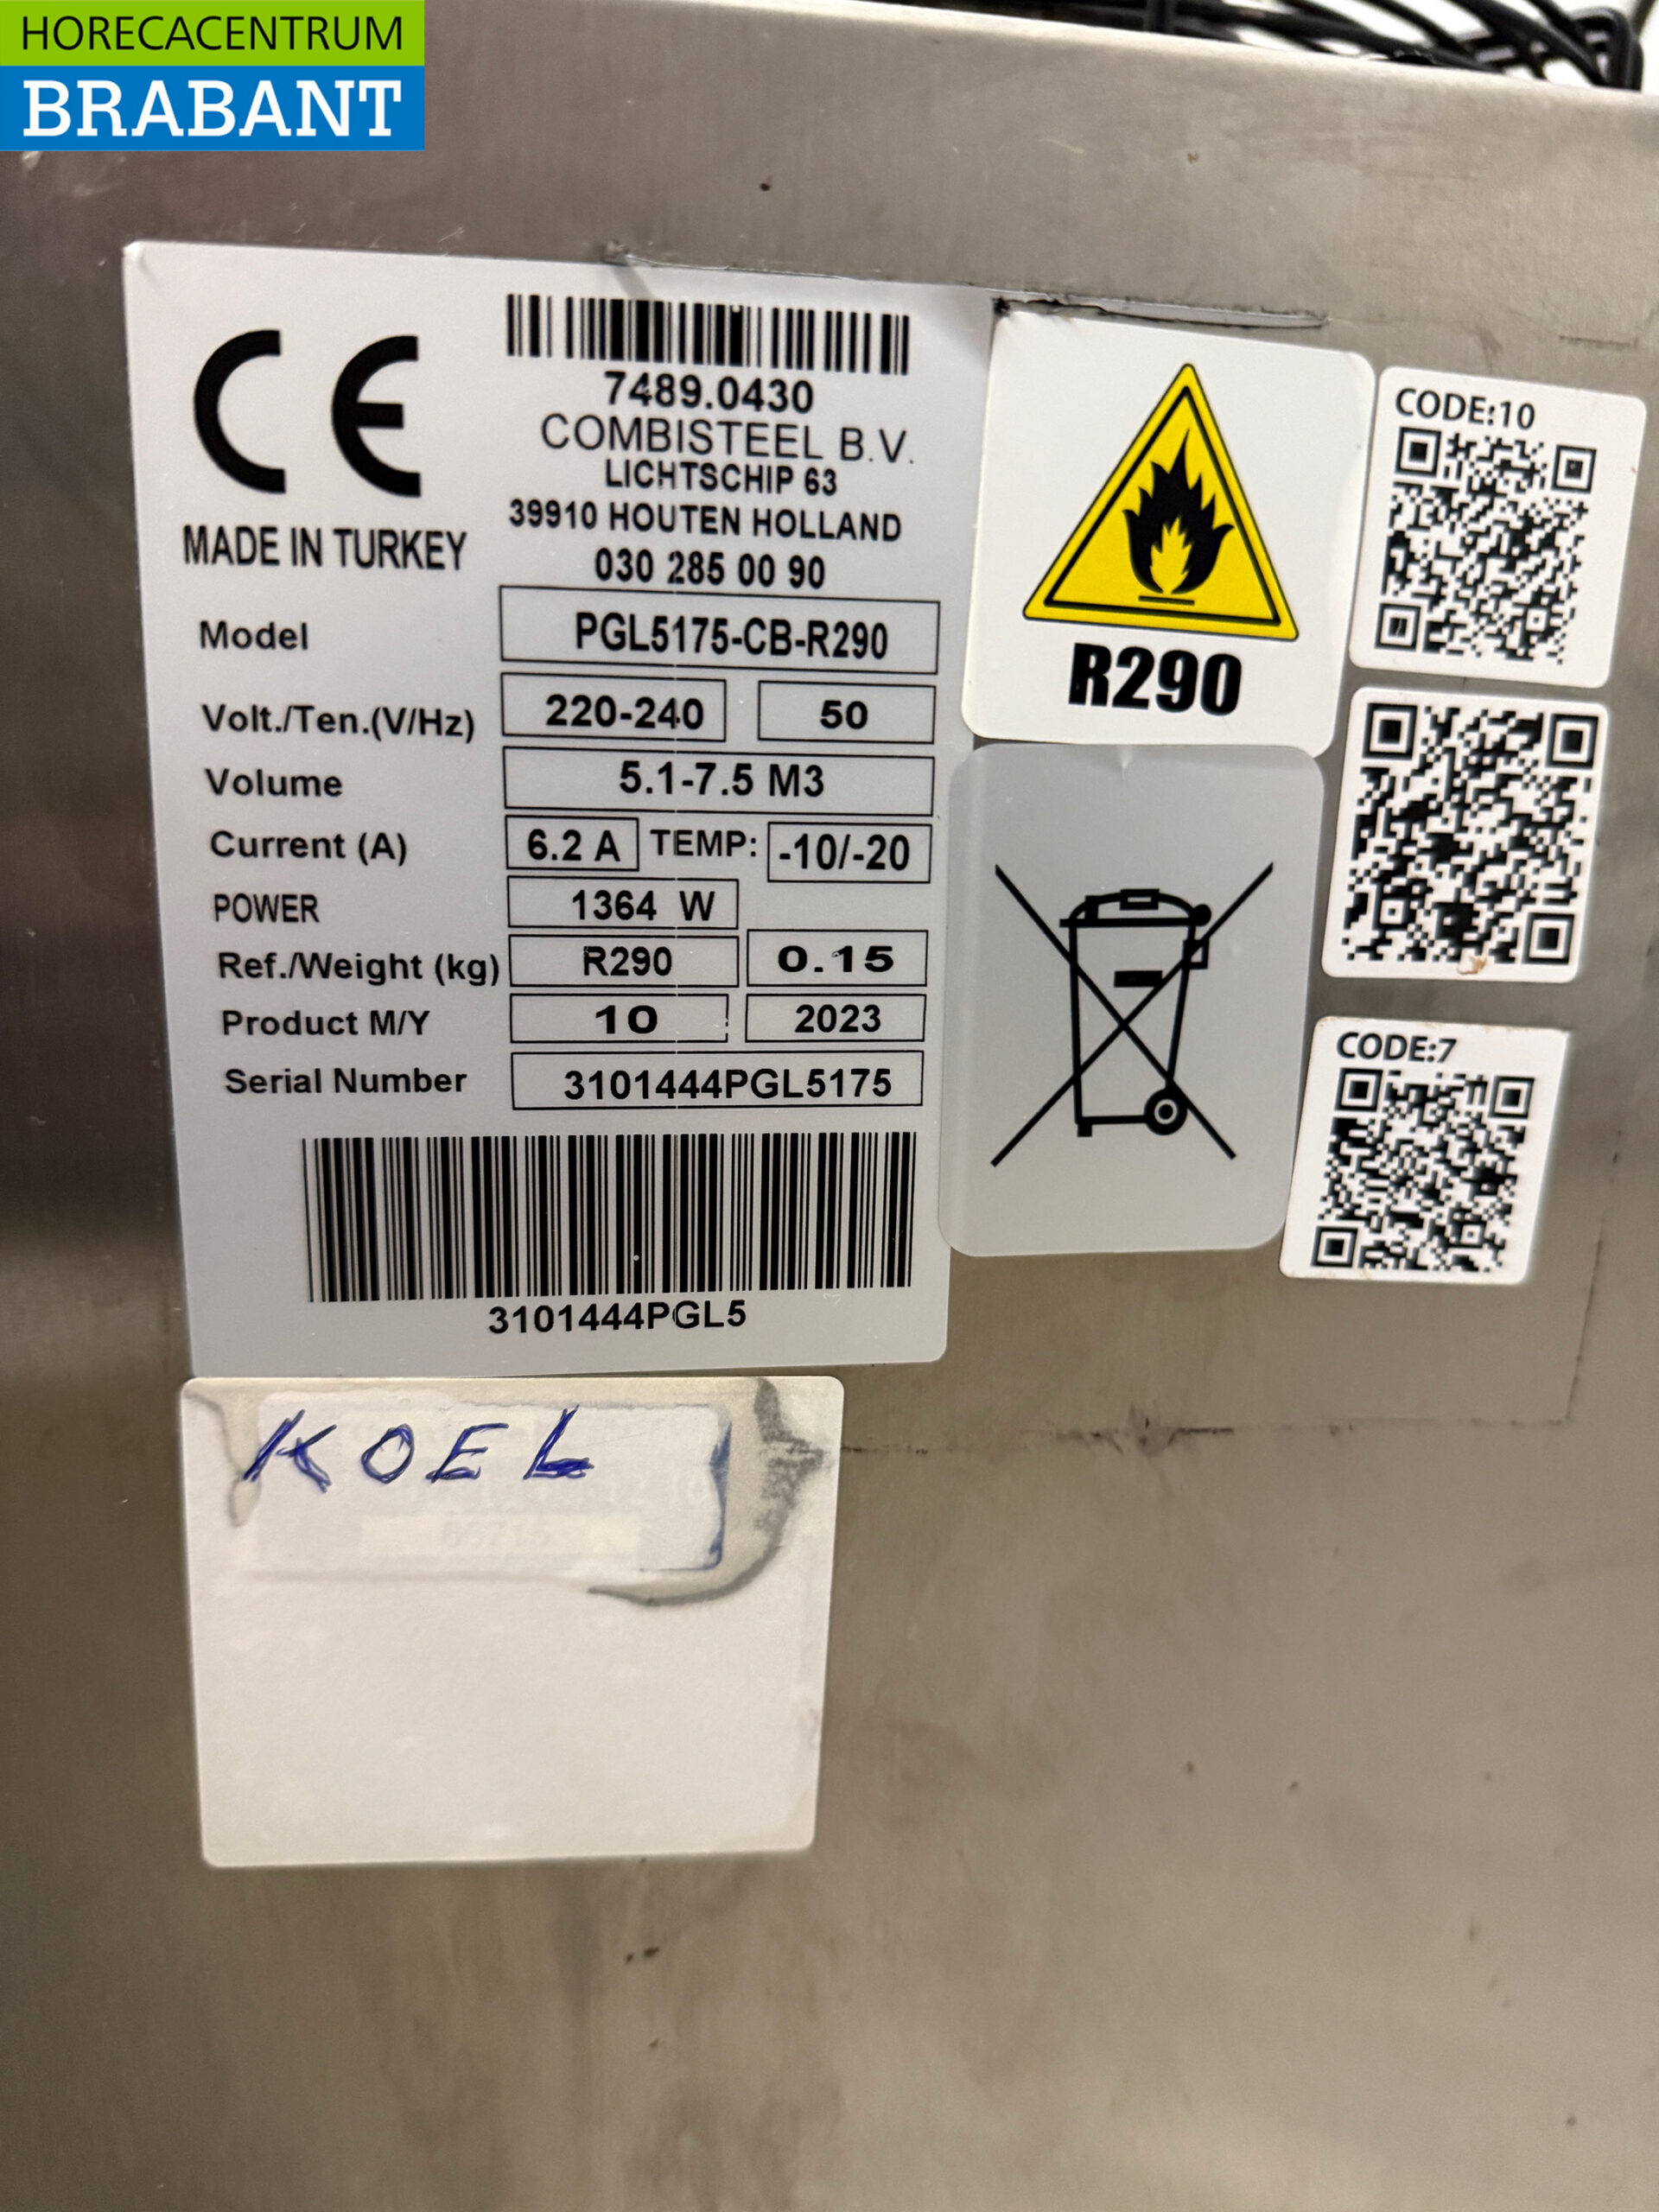 HORECACENTRUM
BRABANT
CE
MADE IN TURKEY
7489.0430
COMBISTEEL B.V.
LICHTSCHIP 63
39910 HOUTEN HOLLAND
030 285 00 90
Model PGL5175-CB-R290
Volt./Ten.(V/Hz) 220-240 50
Volume 5.1-7.5 M3
Current (A) 6.2 A TEMP: -10/-20
POWER 1364 W
Ref./Weight (kg) R290 0.15
Product M/Y 10 2023
Serial Number 3101444PGL5175
3101444PGL5
R290
CODE:10
CODE:7
KOEL